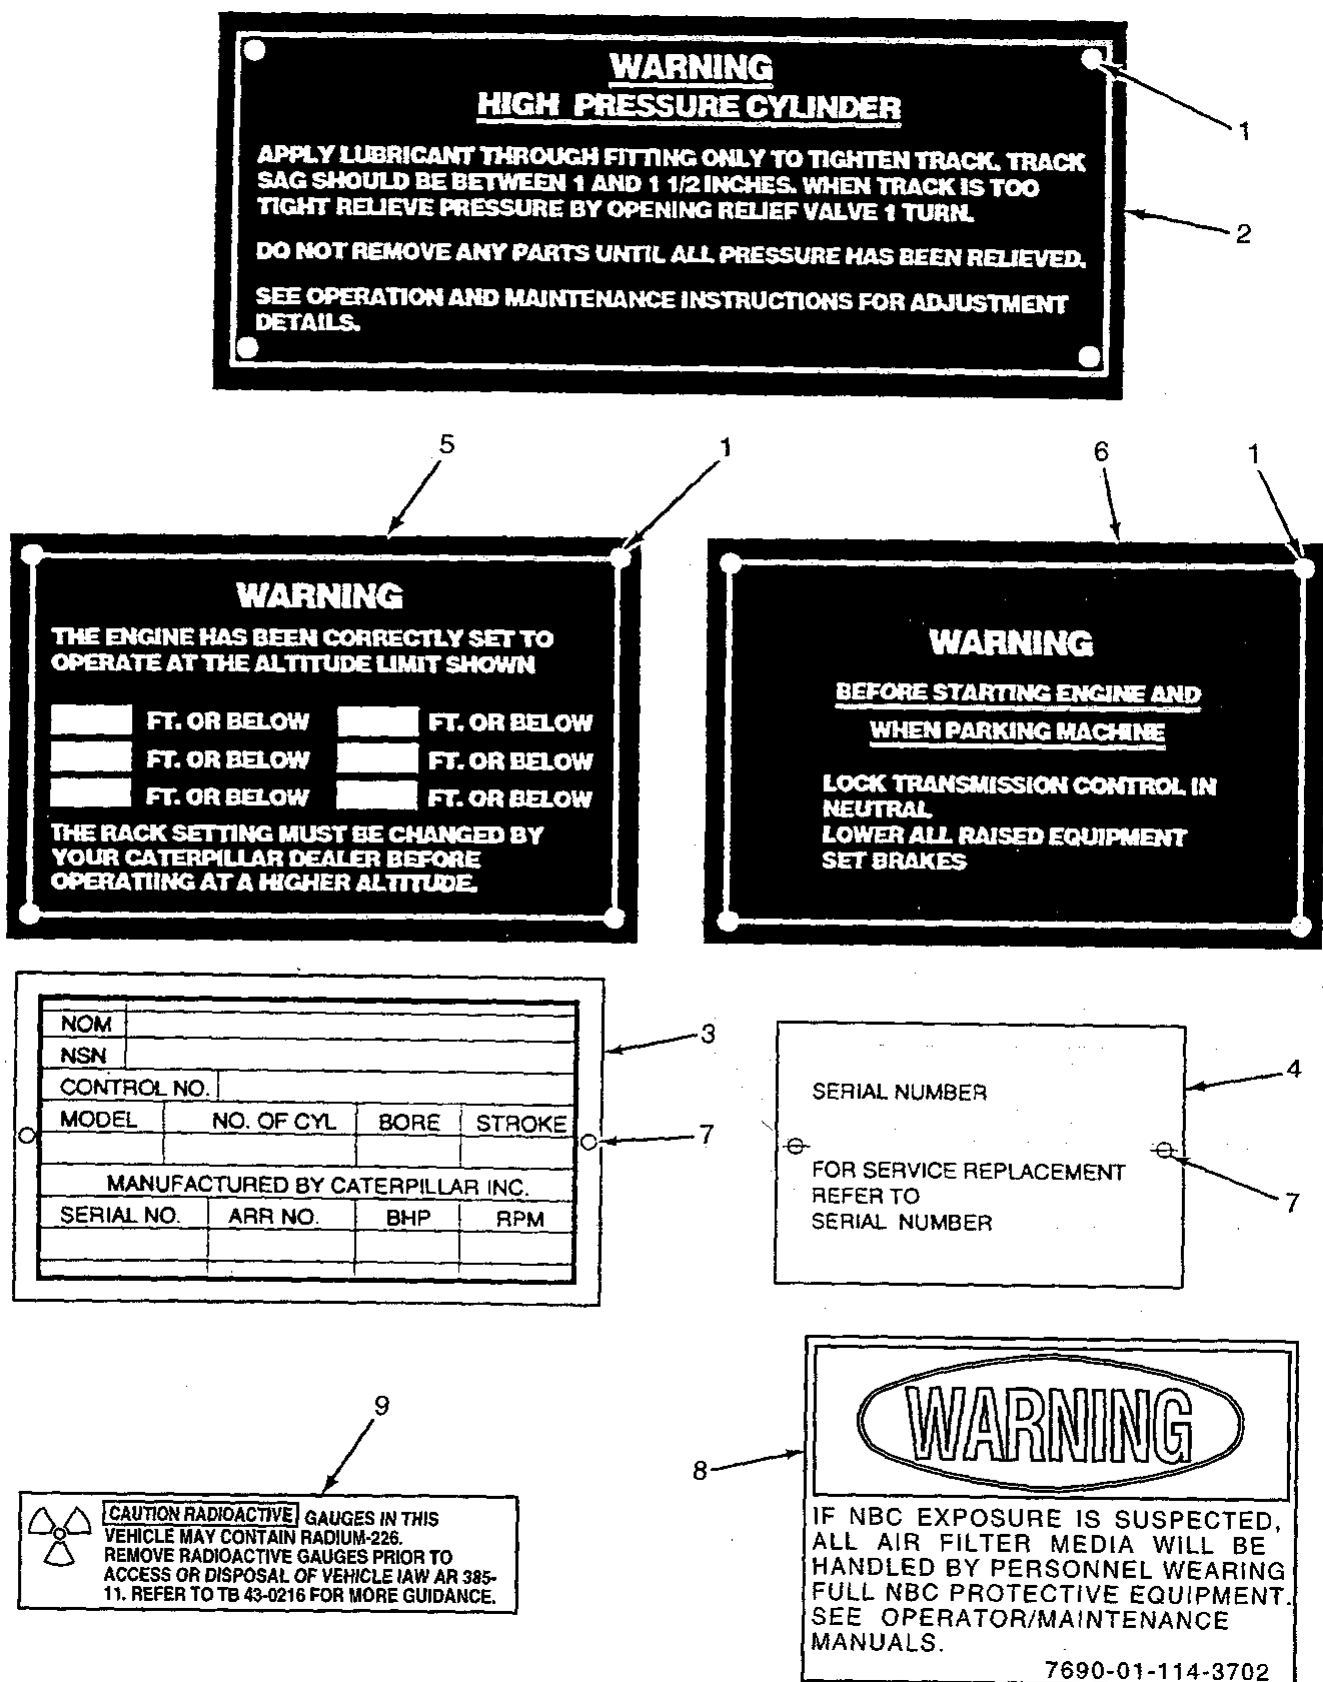 WARNING
HIGH PRESSURE CYLINDER
APPLY LUBRICANT THROUGH FITTING ONLY TO TIGHTEN TRACK. TRACK
SAG SHOULD BE BETWEEN 1 AND 1 1/2 INCHES. WHEN TRACK IS TOO
TIGHT RELIEVE PRESSURE BY OPENING RELIEF VALVE 1 TURN.
DO NOT REMOVE ANY PARTS UNTIL ALL PRESSURE HAS BEEN RELIEVED.
SEE OPERATION AND MAINTENANCE INSTRUCTIONS FOR ADJUSTMENT
DETAILS.
1
2
5
1
WARNING
THE ENGINE HAS BEEN CORRECTLY SET TO
OPERATE AT THE ALTITUDE LIMIT SHOWN
FT. OR BELOW FT. OR BELOW
FT. OR BELOW FT. OR BELOW
FT. OR BELOW FT. OR BELOW
THE RACK SETTING MUST BE CHANGED BY
YOUR CATERPILLAR DEALER BEFORE
OPERATIING AT A HIGHER ALTITUDE.
6
1
WARNING
BEFORE STARTING ENGINE AND
WHEN PARKING MACHINE
LOCK TRANSMISSION CONTROL IN
NEUTRAL
LOWER ALL RAISED EQUIPMENT
SET BRAKES
NOM
NSN
CONTROL NO.
MODEL NO. OF CYL BORE STROKE
MANUFACTURED BY CATERPILLAR INC.
SERIAL NO. ARR NO. BHP RPM
3
7
SERIAL NUMBER
FOR SERVICE REPLACEMENT
REFER TO
SERIAL NUMBER
4
7
9
CAUTION RADIOACTIVE GAUGES IN THIS
VEHICLE MAY CONTAIN RADIUM-226.
REMOVE RADIOACTIVE GAUGES PRIOR TO
ACCESS OR DISPOSAL OF VEHICLE IAW AR 385-
11. REFER TO TB 43-0216 FOR MORE GUIDANCE.
8
WARNING
IF NBC EXPOSURE IS SUSPECTED,
ALL AIR FILTER MEDIA WILL BE
HANDLED BY PERSONNEL WEARING
FULL NBC PROTECTIVE EQUIPMENT.
SEE OPERATOR/MAINTENANCE
MANUALS.
7690-01-114-3702